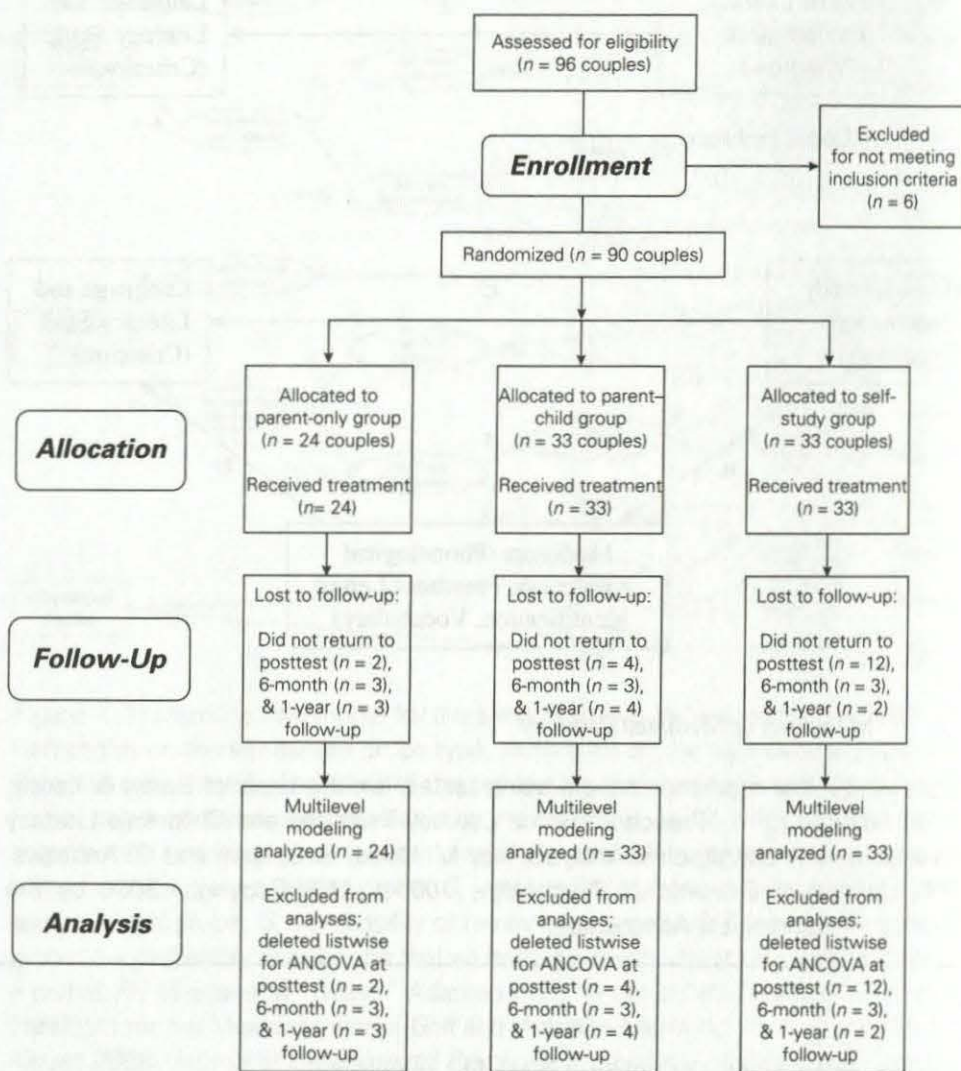 Assessed for eligibility
(n = 96 couples)
Enrollment
Excluded
for not meeting
inclusion criteria
(n = 6)
Randomized (n = 90 couples)
Allocation
Allocated to
parent-only group
(n = 24 couples)
Received treatment
(n= 24)
Allocated to parent–
child group
(n = 33 couples)
Received treatment
(n = 33)
Allocated to self-
study group
(n = 33 couples)
Received treatment
(n = 33)
Follow-Up
Lost to follow-up:
Did not return to
posttest (n = 2),
6-month (n = 3),
& 1-year (n = 3)
follow-up
Lost to follow-up:
Did not return to
posttest (n = 4),
6-month (n = 3),
& 1-year (n = 4)
follow-up
Lost to follow-up:
Did not return to
posttest (n = 12),
6-month (n = 3),
& 1-year (n = 2)
follow-up
Analysis
Multilevel
modeling
analyzed (n = 24)
Excluded from
analyses;
deleted listwise
for ANCOVA at
posttest (n = 2),
6-month (n = 3),
& 1-year (n = 3)
follow-up
Multilevel
modeling
analyzed (n = 33)
Excluded from
analyses;
deleted listwise
for ANCOVA at
posttest (n = 4),
6-month (n = 3),
& 1-year (n = 4)
follow-up
Multilevel
modeling
analyzed (n = 33)
Excluded from
analyses;
deleted listwise
for ANCOVA at
posttest (n = 12),
6-month (n = 3),
& 1-year (n = 2)
follow-up